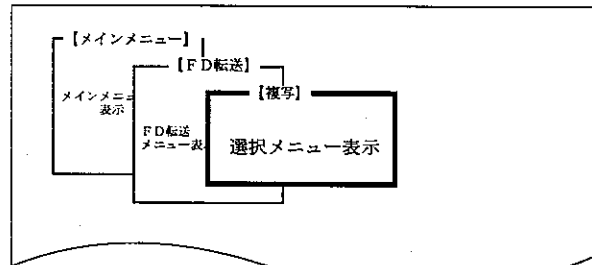 【メインメニュー】
メインメニュ
表示
【FD転送】
FD転送
メニュー表
【複写】
選択メニュー表示